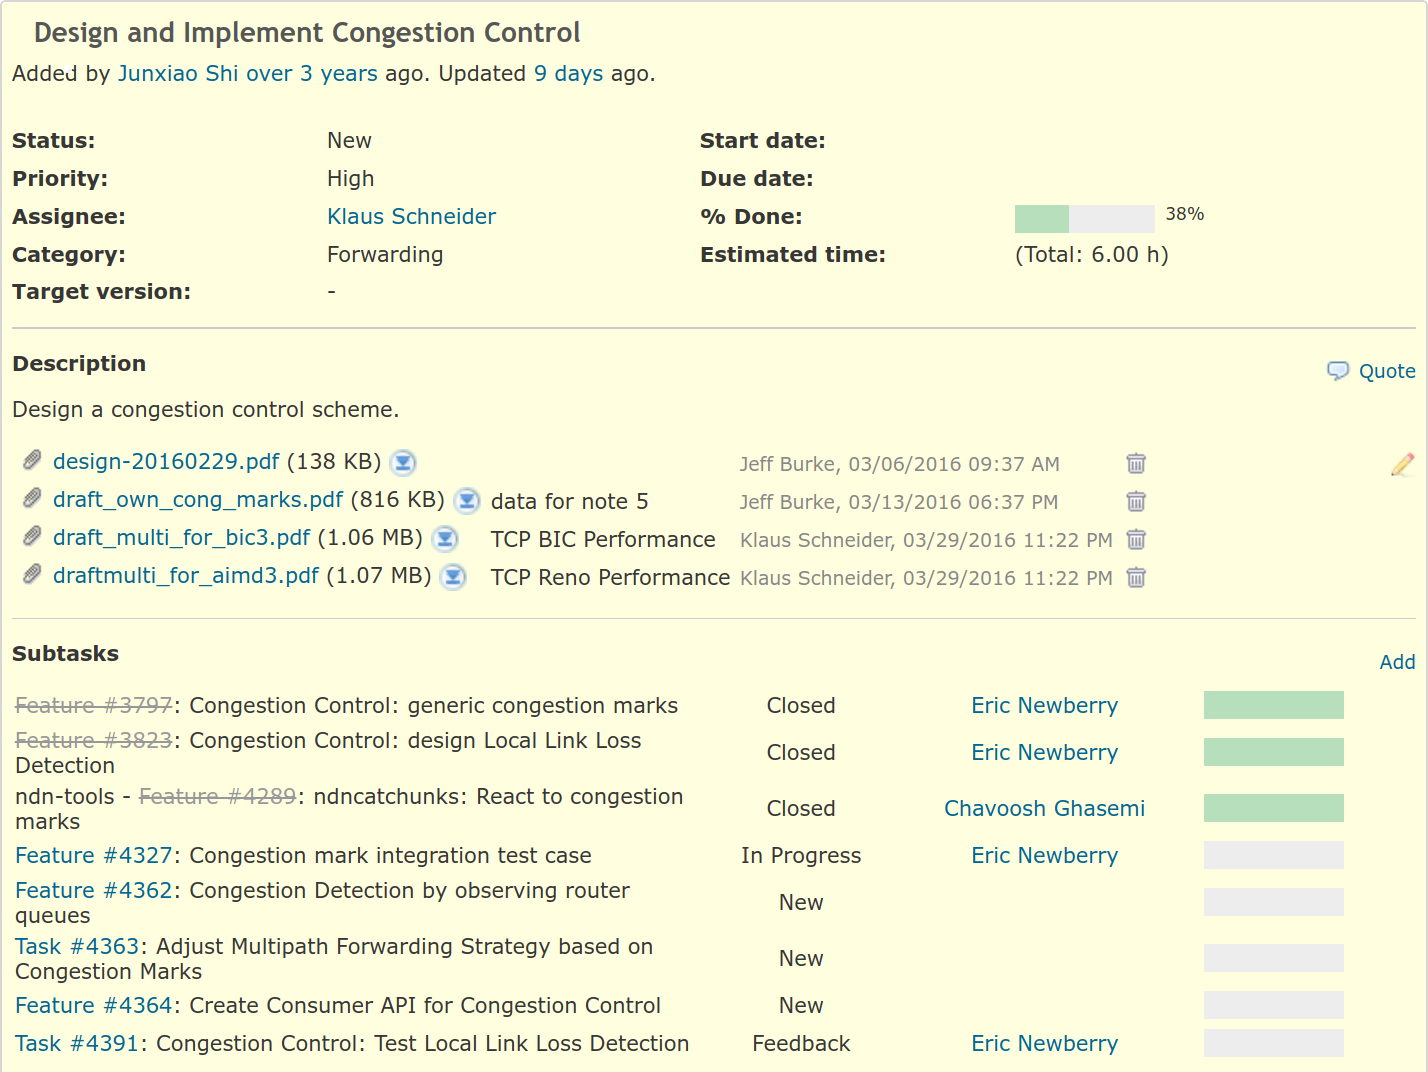 Design and Implement Congestion Control
Added by Junxiao Shi over 3 years ago. Updated 9 days ago.
Status: New Start date:
Priority: High Due date:
Assignee: Klaus Schneider % Done: 38%
Category: Forwarding Estimated time: (Total: 6.00 h)
Target version: -
Description
Quote
Design a congestion control scheme.
design-20160229.pdf (138 KB) Jeff Burke, 03/06/2016 09:37 AM
draft_own_cong_marks.pdf (816 KB) data for note 5 Jeff Burke, 03/13/2016 06:37 PM
draft_multi_for_bic3.pdf (1.06 MB) TCP BIC Performance Klaus Schneider, 03/29/2016 11:22 PM
draftmulti_for_aimd3.pdf (1.07 MB) TCP Reno Performance Klaus Schneider, 03/29/2016 11:22 PM
Subtasks
Add
Feature #3797: Congestion Control: generic congestion marks Closed Eric Newberry
Feature #3823: Congestion Control: design Local Link Loss
Detection Closed Eric Newberry
ndn-tools - Feature #4289: ndncatchunks: React to congestion
marks Closed Chavoosh Ghasemi
Feature #4327: Congestion mark integration test case In Progress Eric Newberry
Feature #4362: Congestion Detection by observing router
queues New
Task #4363: Adjust Multipath Forwarding Strategy based on
Congestion Marks New
Feature #4364: Create Consumer API for Congestion Control New
Task #4391: Congestion Control: Test Local Link Loss Detection Feedback Eric Newberry